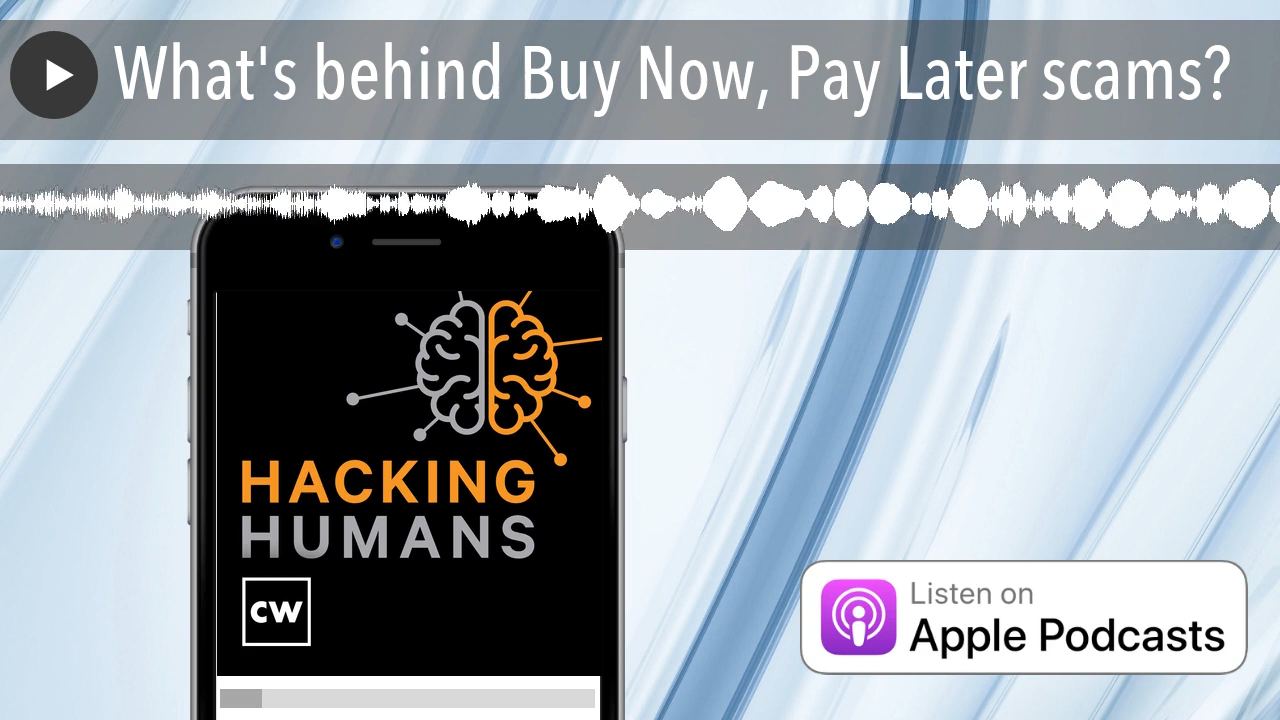 What's behind Buy Now, Pay Later scams?
HACKING
HUMANS
CW
Listen on
Apple Podcasts